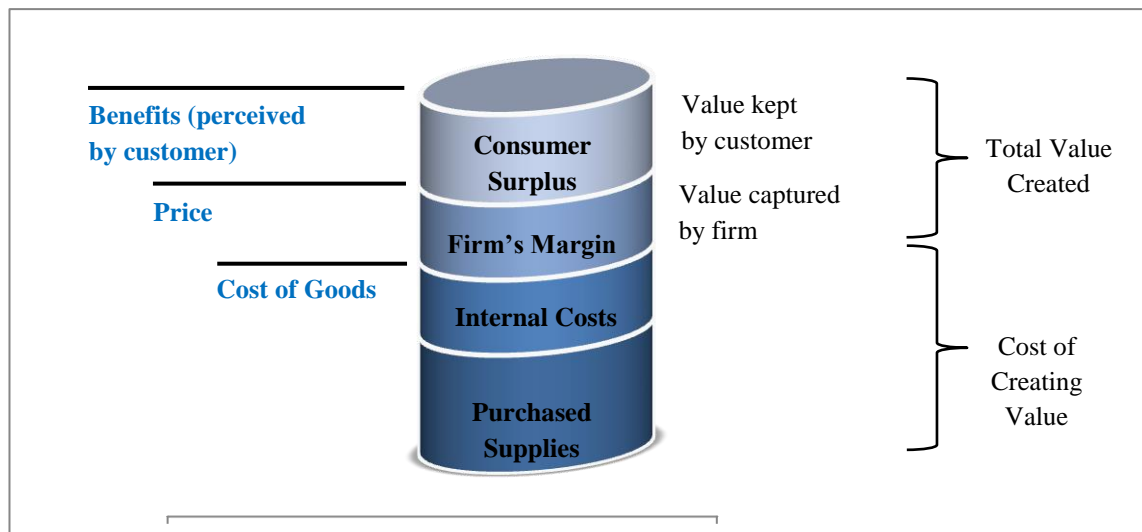 Benefits (perceived
by customer)
Price
Cost of Goods
Consumer
Surplus
Firm’s Margin
Internal Costs
Purchased
Supplies
Value kept
by customer
Value captured
by firm
Total Value
Created
Cost of
Creating
Value